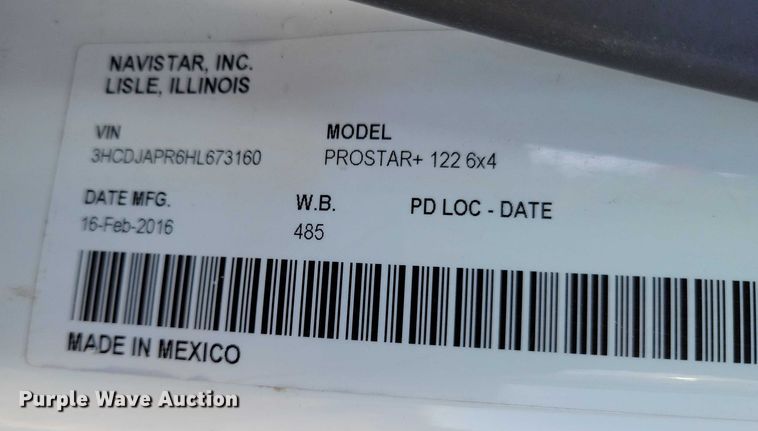 NAVISTAR, INC.
LISLE, ILLINOIS
VIN MODEL
3HCDJAPR6HL673160 PROSTAR+ 122 6x4
DATE MFG. W.B. PD LOC - DATE
16-Feb-2016 485
MADE IN MEXICO
Purple Wave Auction